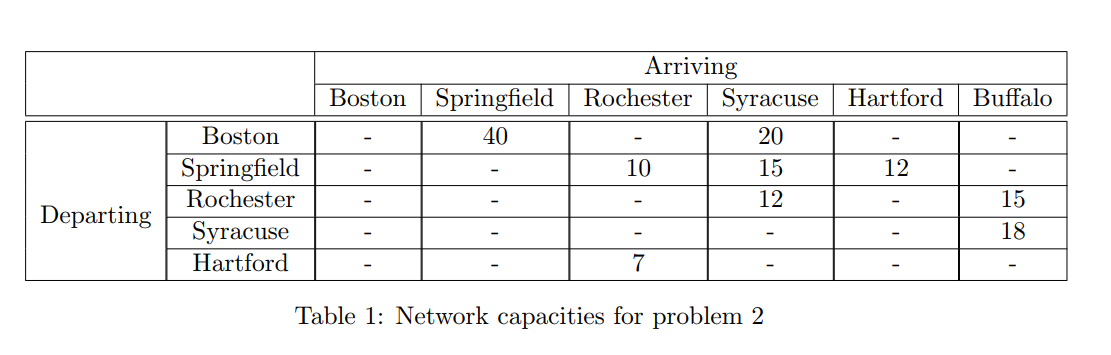 Arriving
Boston Springfield Rochester Syracuse Hartford Buffalo
Boston - 40 - 20 - -
Springfield - - 10 15 12 -
Departing Rochester - - - 12 - 15
Syracuse - - - - - 18
Hartford - - 7 - - -
Table 1: Network capacities for problem 2